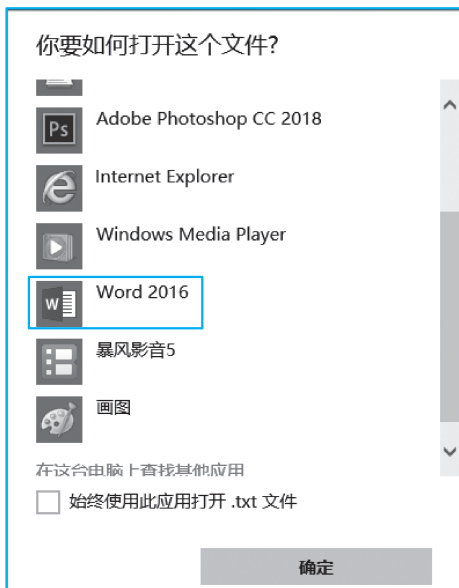 你要如何打开这个文件?
Ps
Adobe Photoshop CC 2018
Internet Explorer
Windows Media Player
W
Word 2016
暴风影音5
画图
在这台电脑上查找其他应用
始终使用此应用打开 .txt 文件
确定